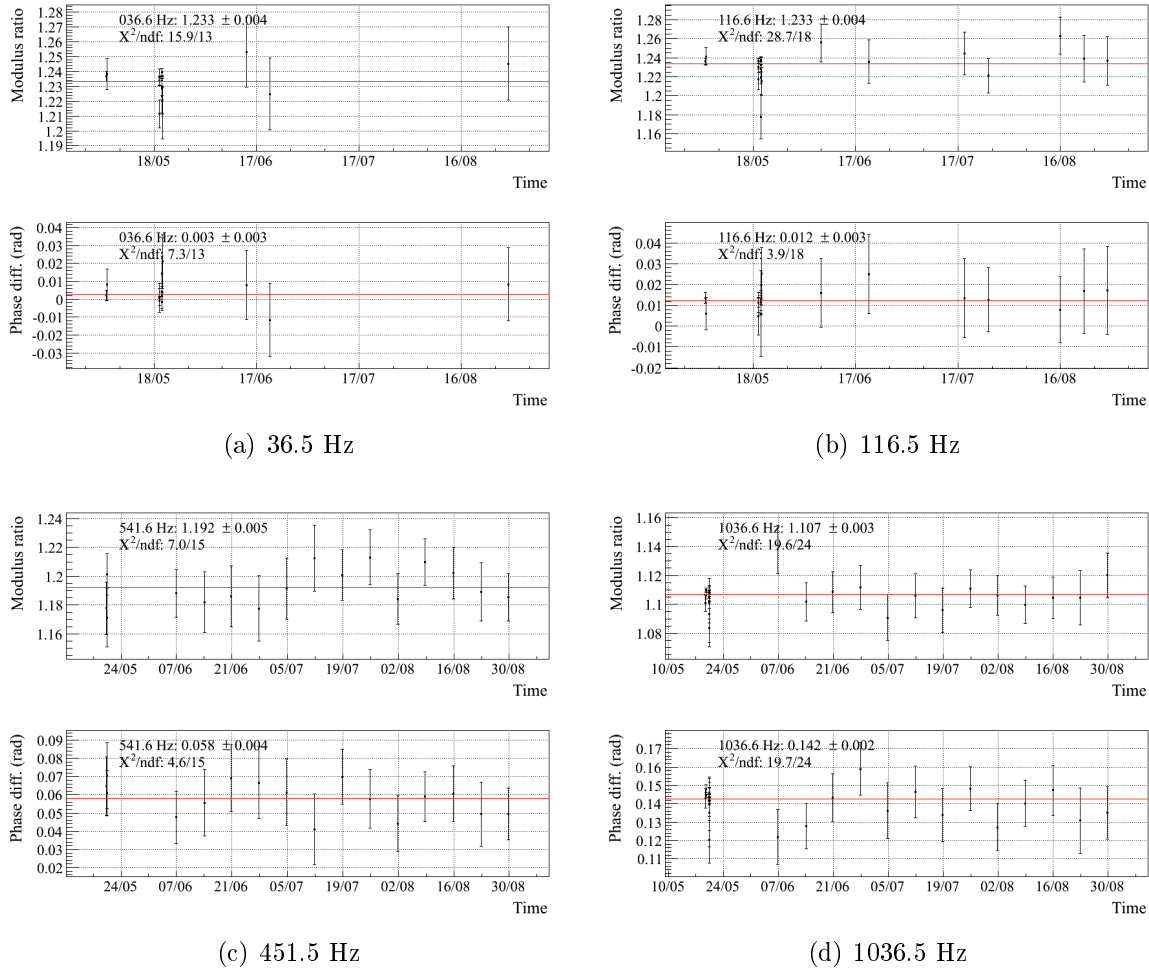 Modulus ratio
1.28
1.27
1.26
1.25
1.24
1.23
1.22
1.21
1.2
1.19
036.6 Hz: 1.233 ± 0.004
X²/ndf: 15.9/13
18/05 17/06 17/07 16/08
Time
Modulus ratio
1.28
1.26
1.24
1.22
1.2
1.18
1.16
116.6 Hz: 1.233 ± 0.004
X²/ndf: 28.7/18
18/05 17/06 17/07 16/08
Time
Phase diff. (rad)
0.04
0.03
0.02
0.01
0
-0.01
-0.02
-0.03
036.6 Hz: 0.003 ± 0.003
X²/ndf: 7.3/13
18/05 17/06 17/07 16/08
Time
Phase diff. (rad)
0.04
0.03
0.02
0.01
0
-0.01
-0.02
116.6 Hz: 0.012 ± 0.003
X²/ndf: 3.9/18
18/05 17/06 17/07 16/08
Time
(a) 36.5 Hz
(b) 116.5 Hz
Modulus ratio
1.24
1.22
1.2
1.18
1.16
541.6 Hz: 1.192 ± 0.005
X²/ndf: 7.0/15
24/05 07/06 21/06 05/07 19/07 02/08 16/08 30/08
Time
Modulus ratio
1.16
1.14
1.12
1.1
1.08
1036.6 Hz: 1.107 ± 0.003
X²/ndf: 19.6/24
10/05 24/05 07/06 21/06 05/07 19/07 02/08 16/08 30/08
Time
Phase diff. (rad)
0.09
0.08
0.07
0.06
0.05
0.04
0.03
0.02
541.6 Hz: 0.058 ± 0.004
X²/ndf: 4.6/15
24/05 07/06 21/06 05/07 19/07 02/08 16/08 30/08
Time
Phase diff. (rad)
0.17
0.16
0.15
0.14
0.13
0.12
0.11
1036.6 Hz: 0.142 ± 0.002
X²/ndf: 19.7/24
10/05 24/05 07/06 21/06 05/07 19/07 02/08 16/08 30/08
Time
(c) 451.5 Hz
(d) 1036.5 Hz